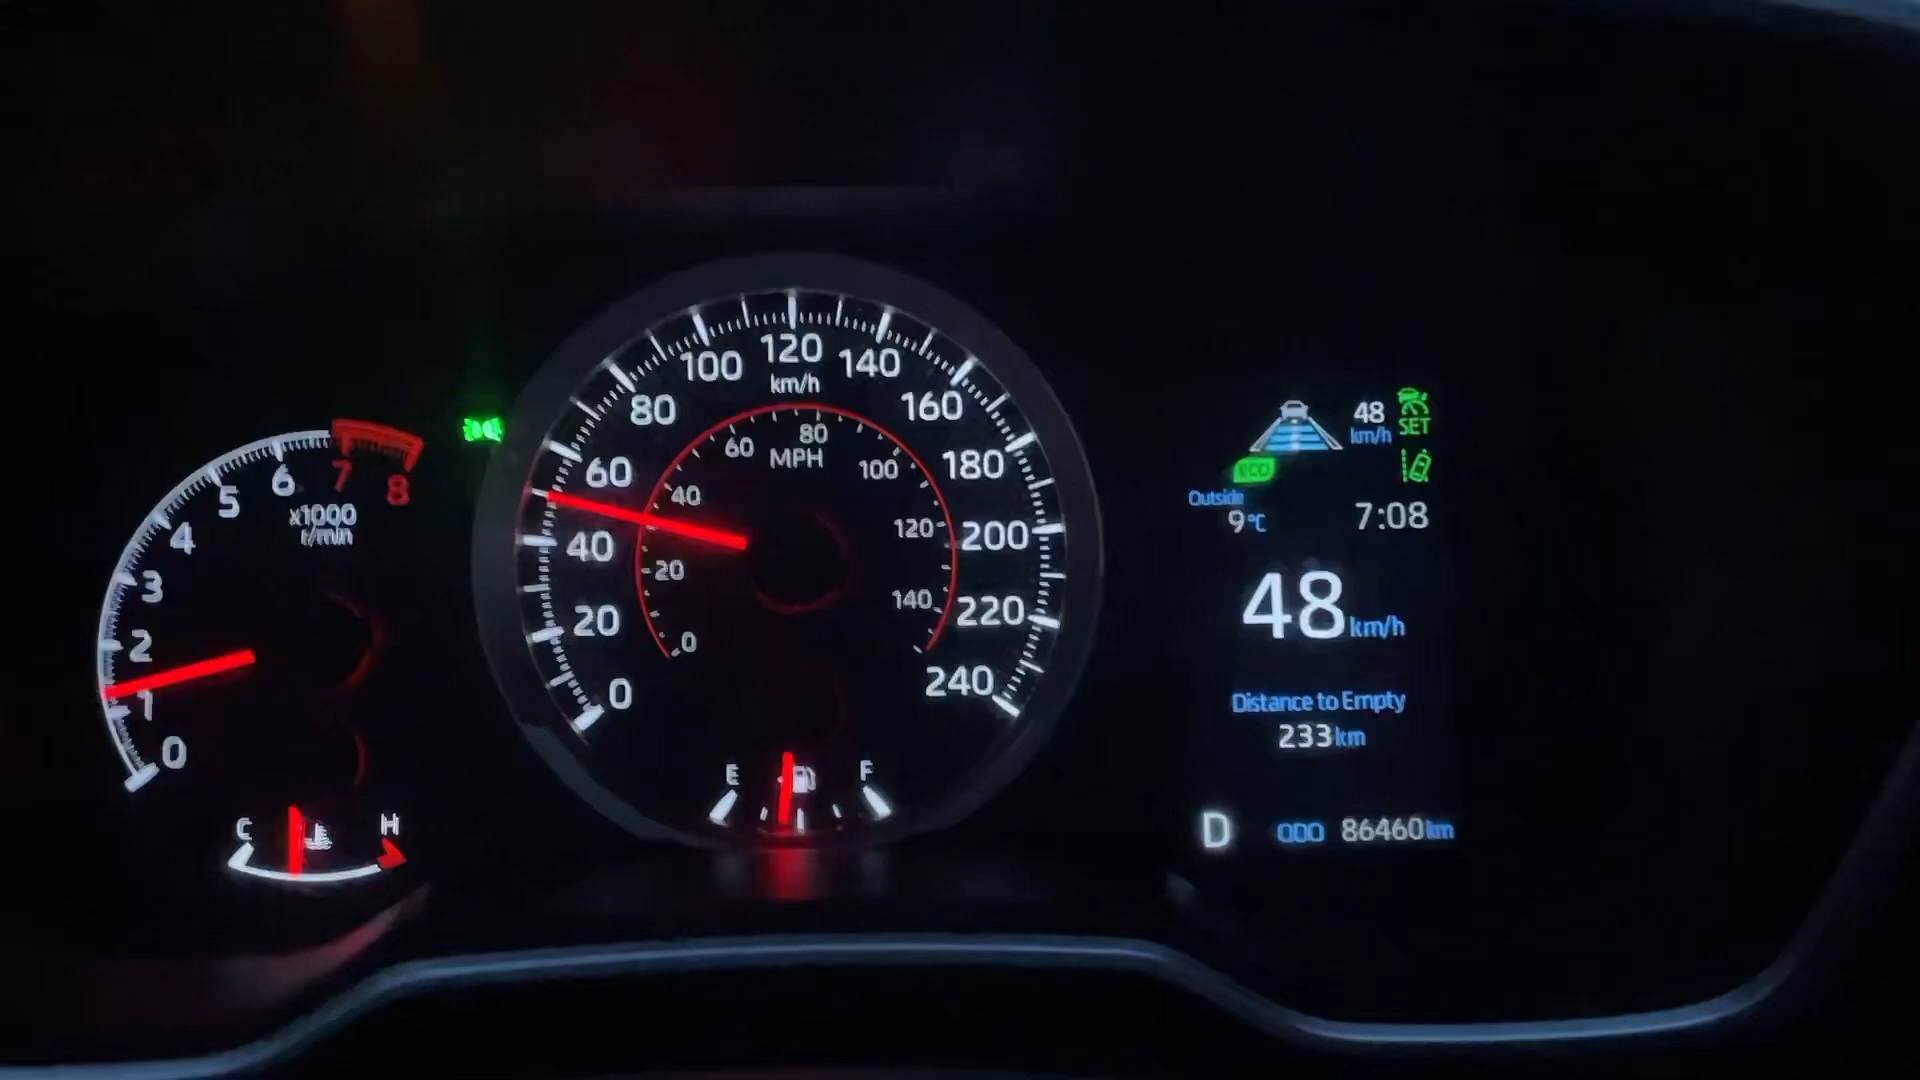 0
1
2
3
4
5
6
7
8
x1000
r/min
C
H
0
20
40
60
80
100
120
140
160
180
200
220
240
km/h
0
20
40
60
80
100
120
140
MPH
E
F
48
km/h
SET
ECO
Outside
9°C
7:08
48km/h
Distance to Empty
233km
D
ODO 86460km